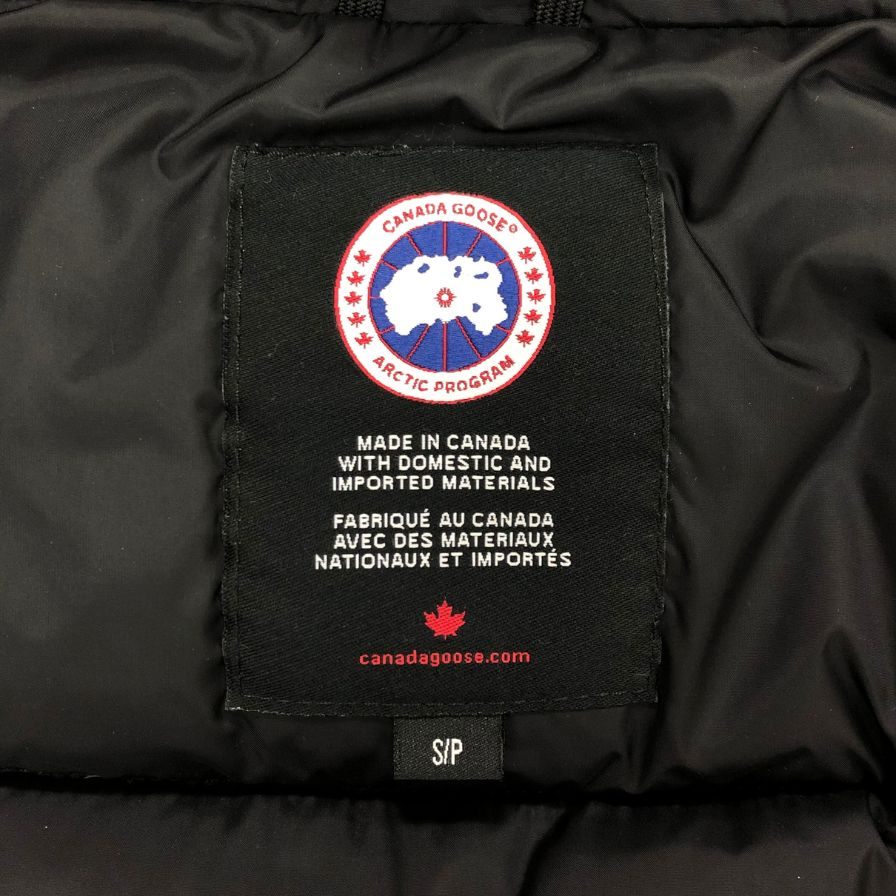 CANADA GOOSE®
ARCTIC PROGRAM
MADE IN CANADA
WITH DOMESTIC AND
IMPORTED MATERIALS
FABRIQUÉ AU CANADA
AVEC DES MATERIAUX
NATIONAUX ET IMPORTÉS
canadagoose.com
S/P